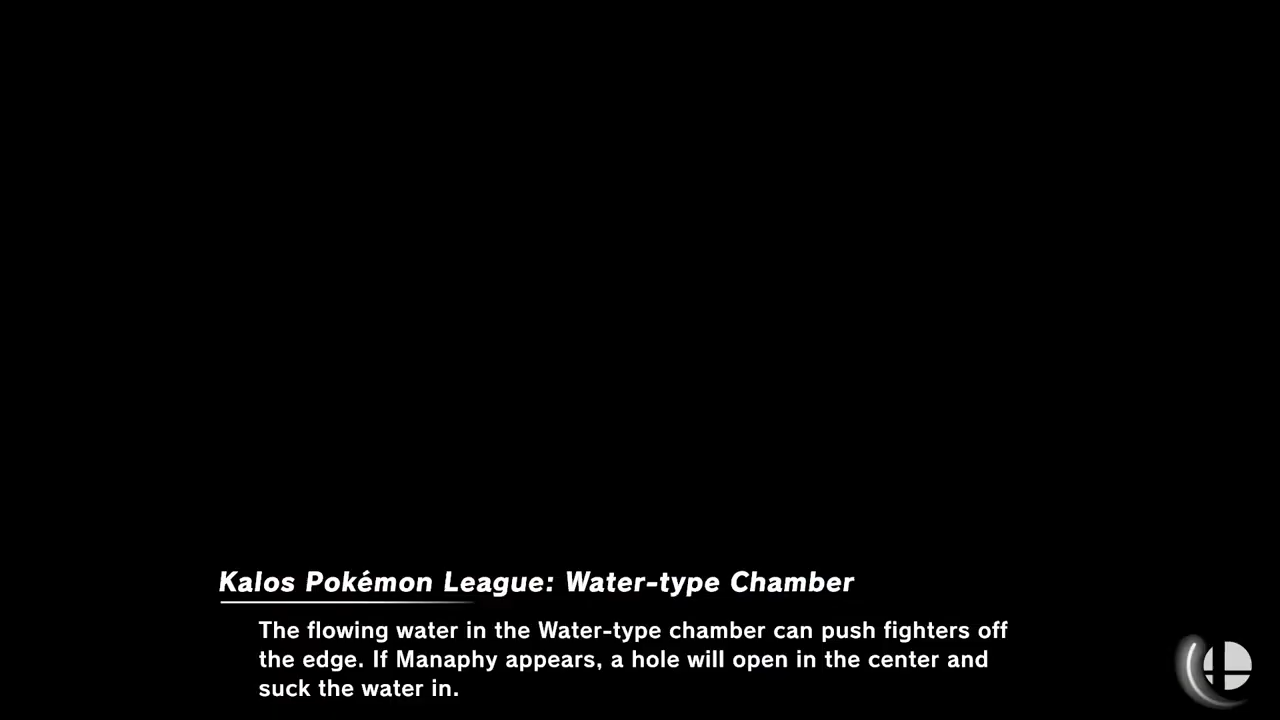 Kalos Pokémon League: Water-type Chamber
The flowing water in the Water-type chamber can push fighters off
the edge. If Manaphy appears, a hole will open in the center and
suck the water in.